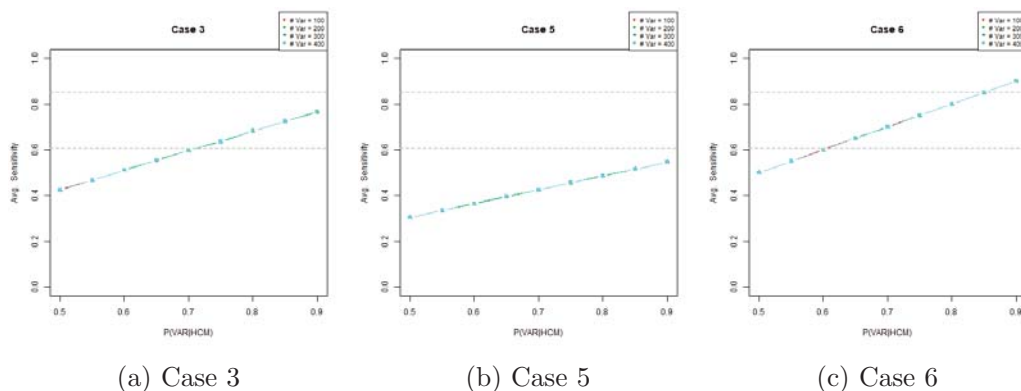 Case 3
# Var = 100
# Var = 200
# Var = 300
# Var = 400
Avg. Sensitivity
1.0
0.8
0.6
0.4
0.2
0.0
0.5
0.6
0.7
0.8
0.9
P(VAR|HCM)
(a) Case 3
Case 5
# Var = 100
# Var = 200
# Var = 300
# Var = 400
Avg. Sensitivity
1.0
0.8
0.6
0.4
0.2
0.0
0.5
0.6
0.7
0.8
0.9
P(VAR|HCM)
(b) Case 5
Case 6
# Var = 100
# Var = 200
# Var = 300
# Var = 400
Avg. Sensitivity
1.0
0.8
0.6
0.4
0.2
0.0
0.5
0.6
0.7
0.8
0.9
P(VAR|HCM)
(c) Case 6